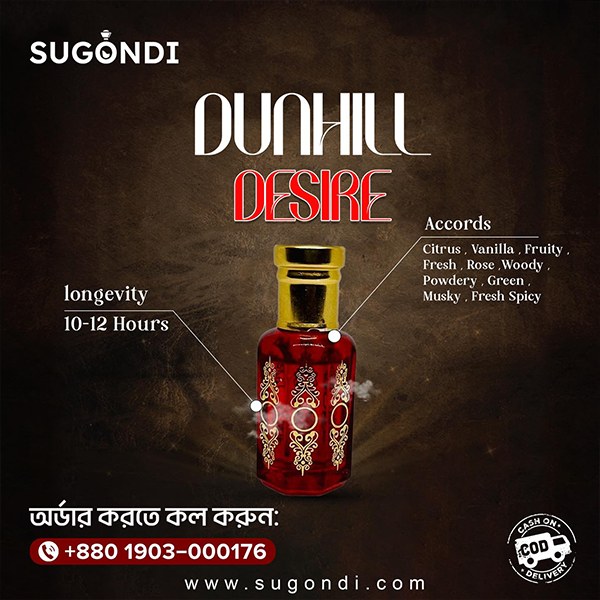 SUGONDI
DUNHILL
DESIRE
Accords
Citrus , Vanilla , Fruity ,
Fresh , Rose ,Woody ,
Powdery , Green ,
Musky , Fresh Spicy
longevity
10-12 Hours
অর্ডার করতে কল করুন:
+880 1903-000176
CASH ON
COD
DELIVERY
www.sugondi.com